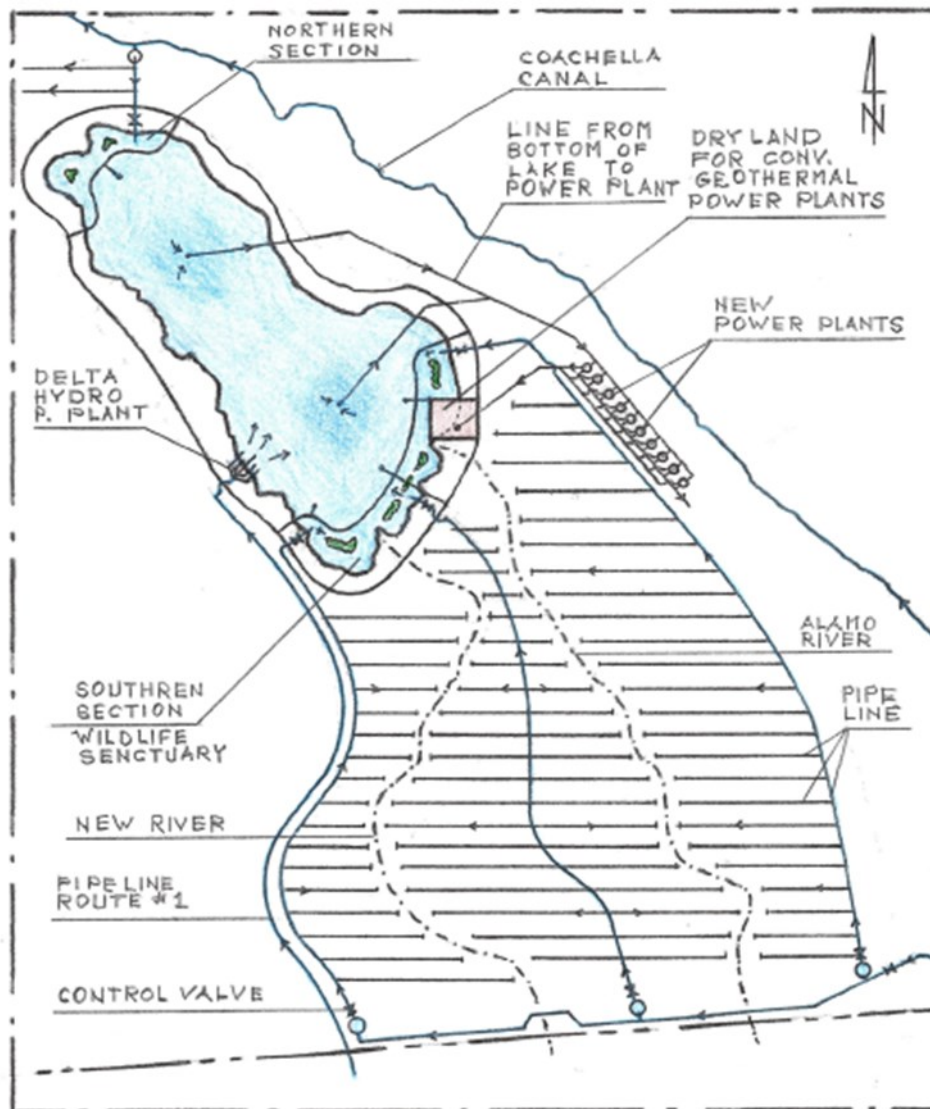 NORTHERN
SECTION
COACHELLA
CANAL
LINE FROM
BOTTOM OF
LAKE TO
POWER PLANT
DRY LAND
FOR CONV.
GEOTHERMAL
POWER PLANTS
N
NEW
POWER PLANTS
DELTA
HYDRO
P. PLANT
ALAMO
RIVER
SOUTHREN
SECTION
WILDLIFE
SENCTUARY
PIPE
LINE
NEW RIVER
PIPELINE
ROUTE #1
CONTROL VALVE